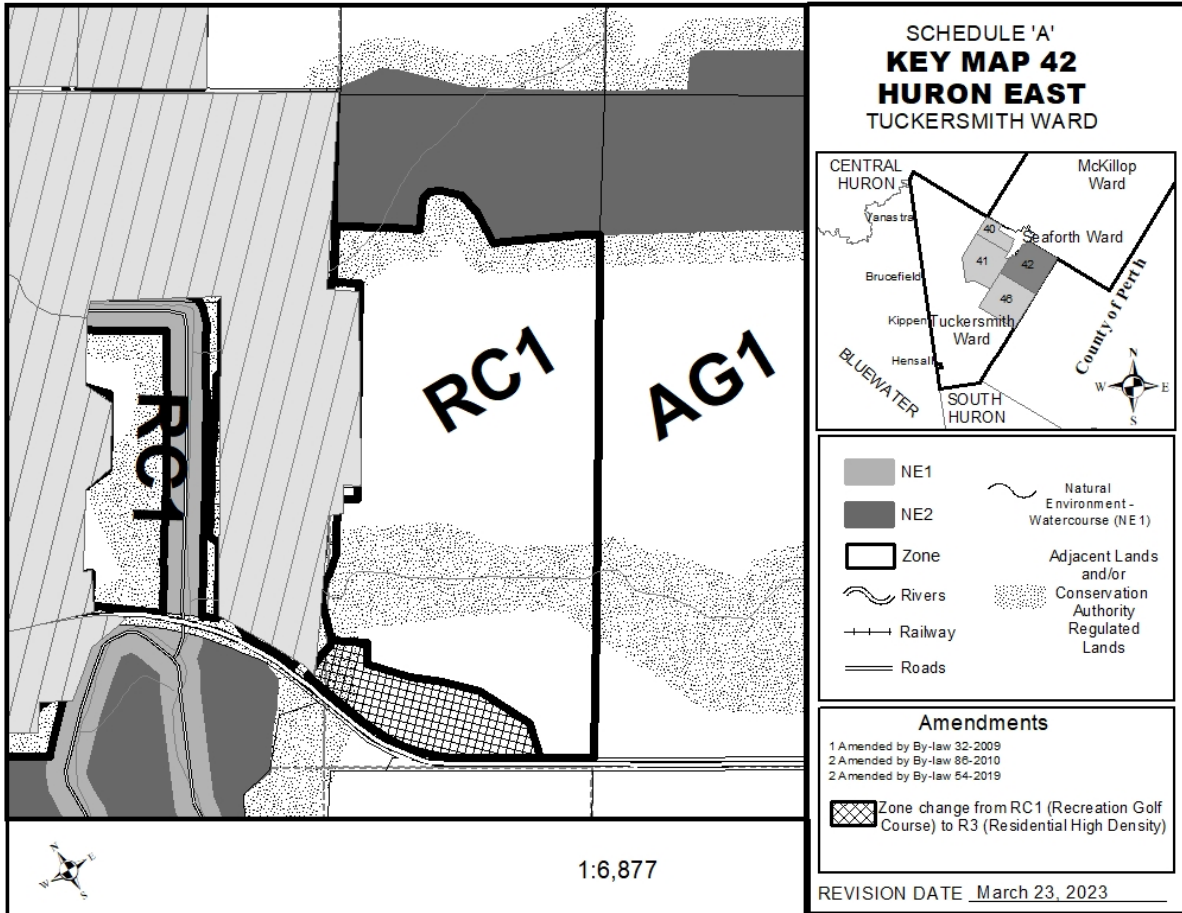 SCHEDULE 'A'
KEY MAP 42
HURON EAST
TUCKERSMITH WARD
CENTRAL
HURON
McKillop
Ward
Vanastra
40
Seaforth Ward
41
42
Brucefield
46
Kippen
Tuckersmith
Ward
Hensall
BLUEWATER
SOUTH
HURON
County of Perth
N
W
E
S
RC1
AG1
RC1
NE1
NE2
Zone
Rivers
Railway
Roads
Natural
Environment -
Watercourse (NE1)
Adjacent Lands
and/or
Conservation
Authority
Regulated
Lands
Amendments
1 Amended by By-law 32-2009
2 Amended by By-law 86-2010
2 Amended by By-law 54-2019
Zone change from RC1 (Recreation Golf
Course) to R3 (Residential High Density)
N
E
W
S
1:6,877
REVISION DATE March 23, 2023